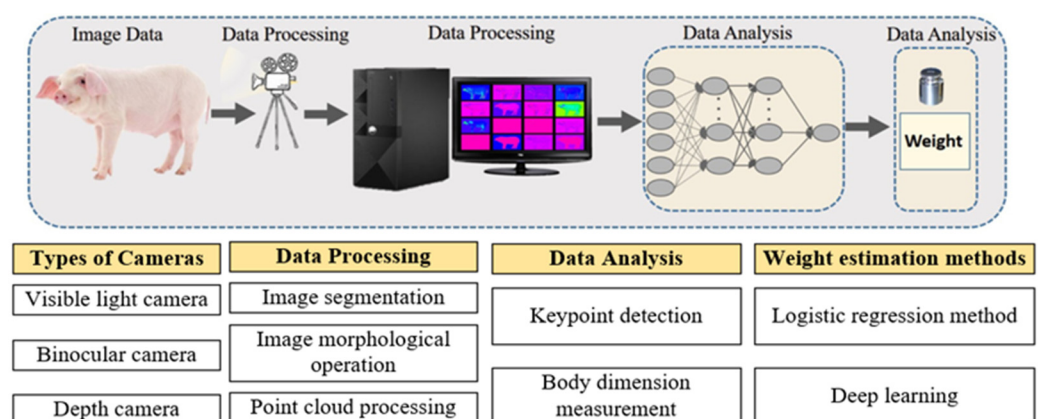 Image Data
Data Processing
Data Processing
Data Analysis
Data Analysis
Weight
Types of Cameras
Visible light camera
Binocular camera
Depth camera
Data Processing
Image segmentation
Image morphological
operation
Point cloud processing
Data Analysis
Keypoint detection
Body dimension
measurement
Weight estimation methods
Logistic regression method
Deep learning